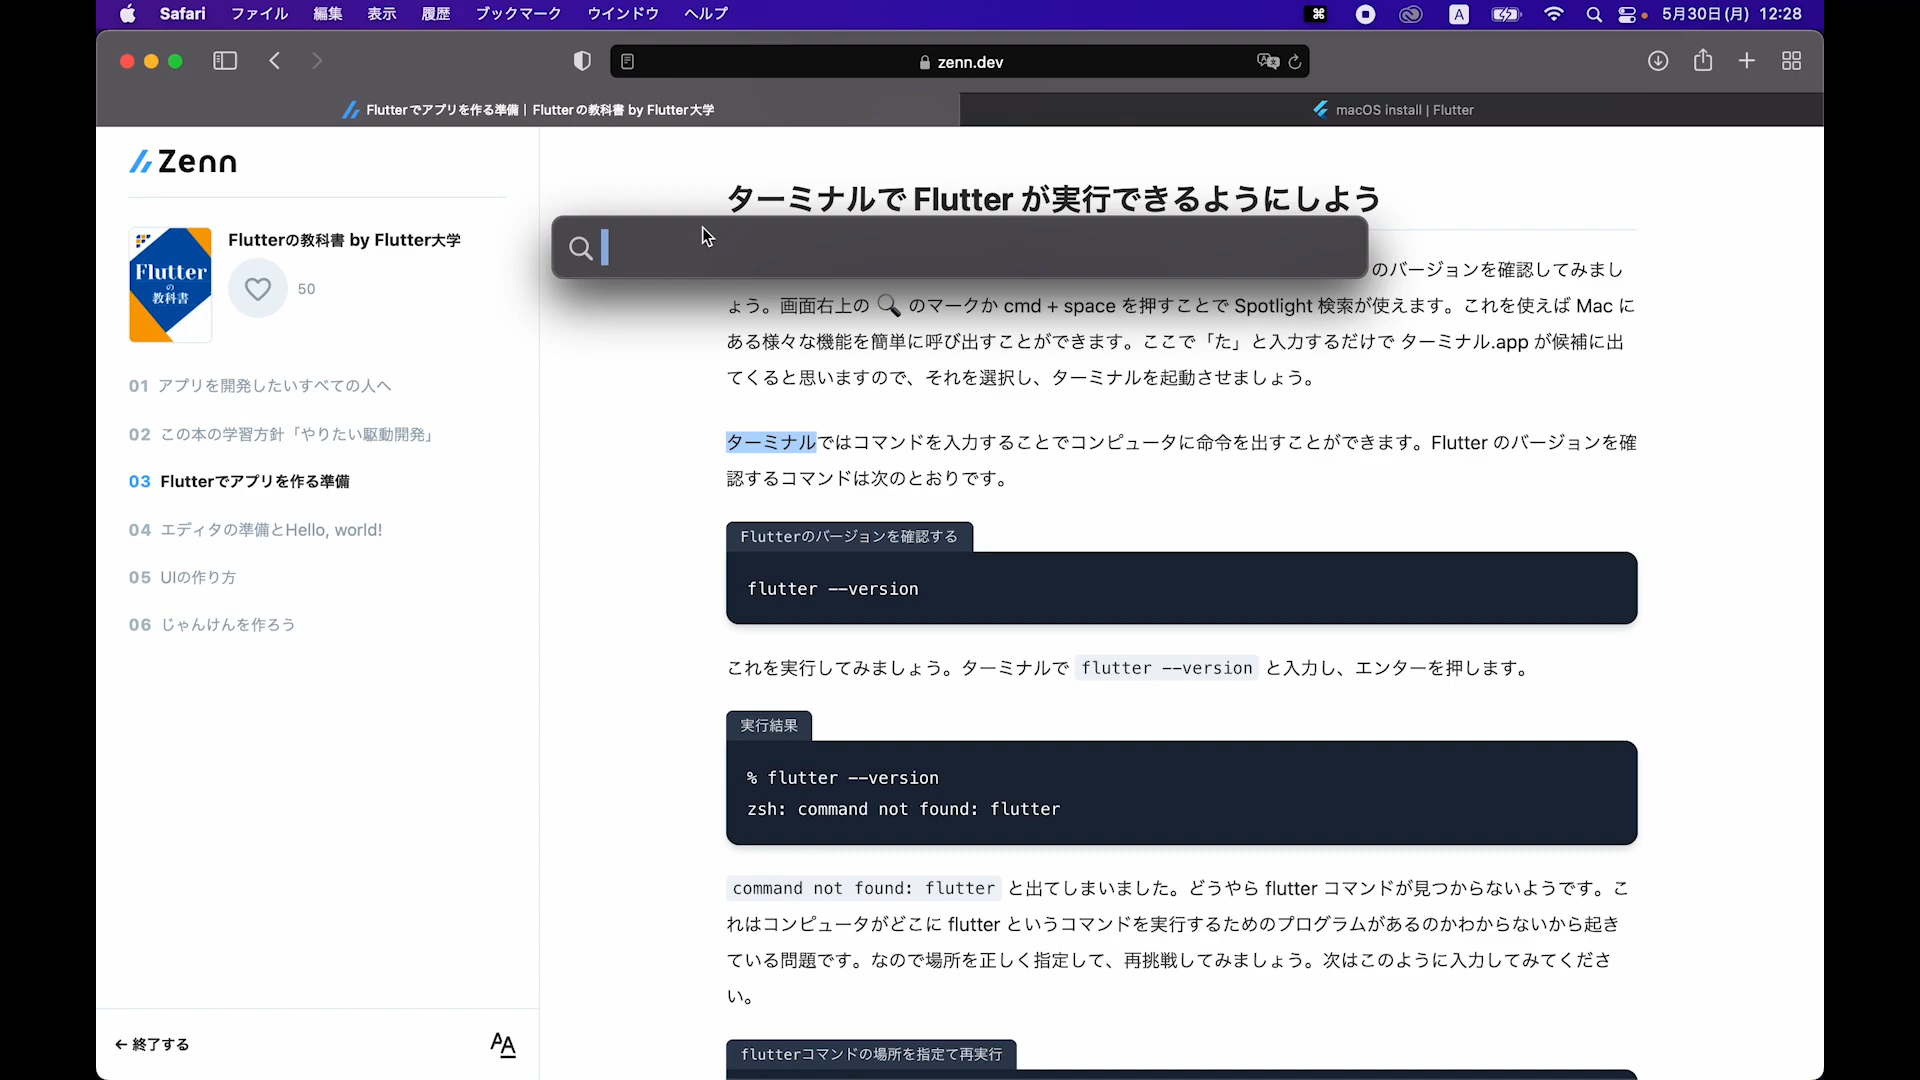 Safari ファイル 編集 表示 履歴 ブックマーク ウインドウ ヘルプ A 5月30日(月) 12:28
zenn.dev
Flutterでアプリを作る準備 | Flutterの教科書 by Flutter大学
macOS install | Flutter
Zenn
Flutter
の
教科書
Flutterの教科書 by Flutter大学
50
01 アプリを開発したいすべての人へ
02 この本の学習方針「やりたい駆動開発」
03 Flutterでアプリを作る準備
04 エディタの準備とHello, world!
05 UIの作り方
06 じゃんけんを作ろう
← 終了する
ターミナルで Flutter が実行できるようにしよう
のバージョンを確認してみまし
ょう。画面右上の 🔍 のマークか cmd + space を押すことで Spotlight 検索が使えます。これを使えば Mac に
ある様々な機能を簡単に呼び出すことができます。ここで「た」と入力するだけで ターミナル.app が候補に出
てくると思いますので、それを選択し、ターミナルを起動させましょう。
ターミナルではコマンドを入力することでコンピュータに命令を出すことができます。Flutter のバージョンを確
認するコマンドは次のとおりです。
Flutterのバージョンを確認する
flutter --version
これを実行してみましょう。ターミナルで flutter --version と入力し、エンターを押します。
実行結果
% flutter --version
zsh: command not found: flutter
command not found: flutter と出てしまいました。どうやら flutter コマンドが見つからないようです。こ
れはコンピュータがどこに flutter というコマンドを実行するためのプログラムがあるのかわからないから起き
ている問題です。なので場所を正しく指定して、再挑戦してみましょう。次はこのように入力してみてくださ
い。
flutterコマンドの場所を指定て再実行